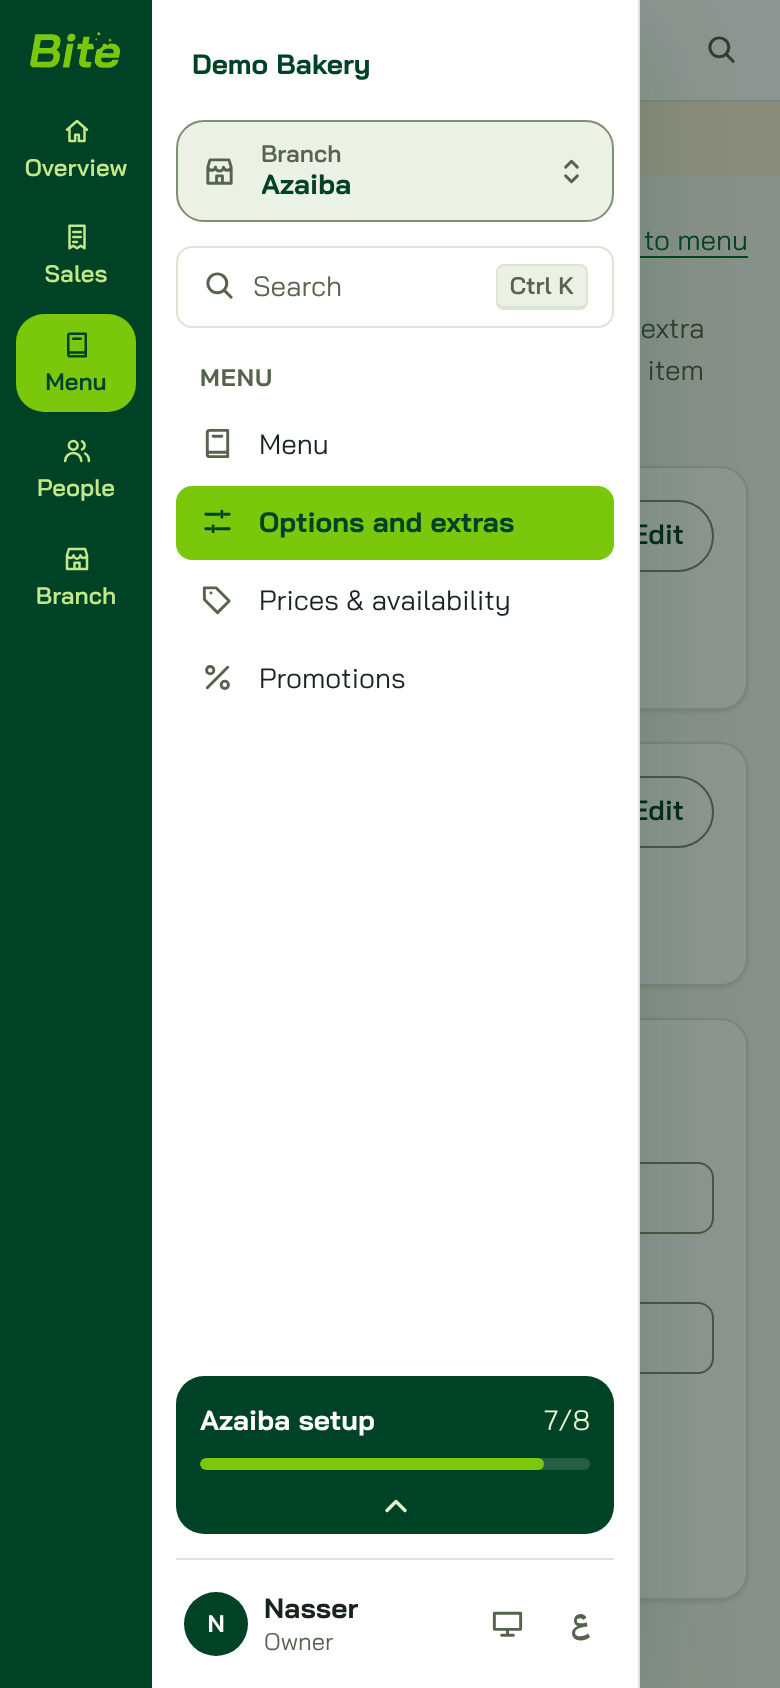 Bite
Overview
Sales
Menu
People
Branch
Demo Bakery
Branch
Azaiba
Search
Ctrl K
MENU
Menu
Options and extras
Prices & availability
Promotions
Azaiba setup
7/8
N
Nasser
Owner
ع
to menu
extra
item
Edit
Edit